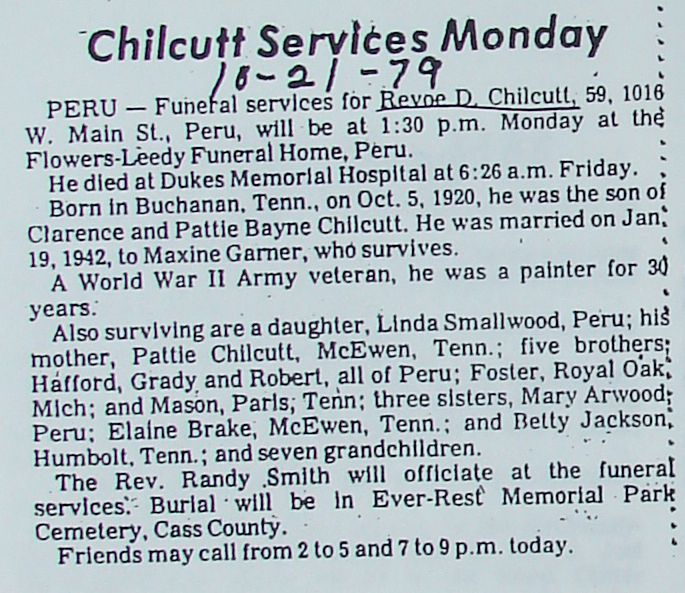 Chilcutt Services Monday
10-21-79
PERU — Funeral services for Revoe D. Chilcutt, 59, 1016
W. Main St., Peru, will be at 1:30 p.m. Monday at the
Flowers-Leedy Funeral Home, Peru.
He died at Dukes Memorial Hospital at 6:26 a.m. Friday.
Born in Buchanan, Tenn., on Oct. 5, 1920, he was the son of
Clarence and Pattie Bayne Chilcutt. He was married on Jan.
19, 1942, to Maxine Garner, who survives.
A World War II Army veteran, he was a painter for 30
years.
Also surviving are a daughter, Linda Smallwood, Peru; his
mother, Pattie Chilcutt, McEwen, Tenn.; five brothers;
Hafford, Grady and Robert, all of Peru; Foster, Royal Oak,
Mich; and Mason, Paris, Tenn; three sisters, Mary Arwood;
Peru; Elaine Brake, McEwen, Tenn.; and Betty Jackson,
Humbolt, Tenn.; and seven grandchildren.
The Rev. Randy Smith will officiate at the funeral
services. Burial will be in Ever-Rest Memorial Park
Cemetery, Cass County.
Friends may call from 2 to 5 and 7 to 9 p.m. today.